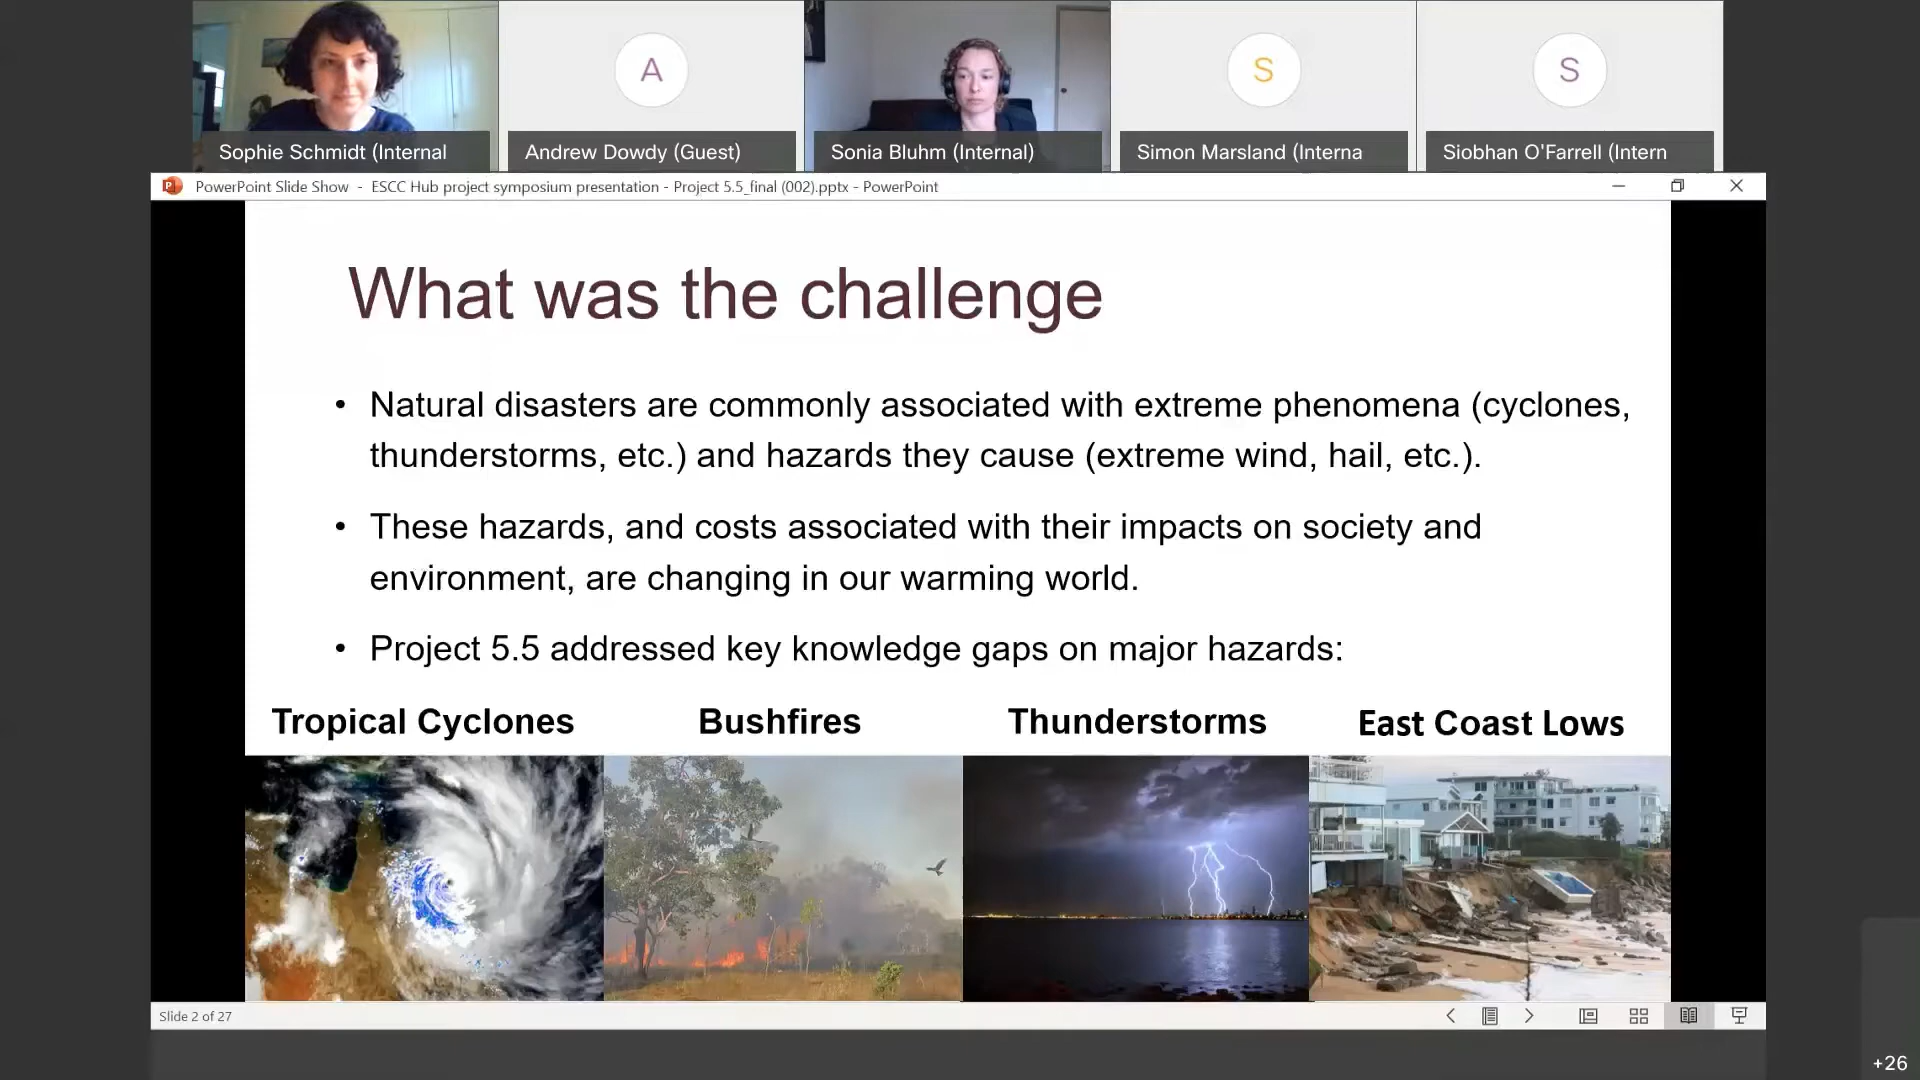 A
S
S
Sophie Schmidt (Internal
Andrew Dowdy (Guest)
Sonia Bluhm (Internal)
Simon Marsland (Interna
Siobhan O'Farrell (Intern
PowerPoint Slide Show - ESCC Hub project symposium presentation - Project 5.5_final (002).pptx - PowerPoint
What was the challenge
• Natural disasters are commonly associated with extreme phenomena (cyclones,
thunderstorms, etc.) and hazards they cause (extreme wind, hail, etc.).
• These hazards, and costs associated with their impacts on society and
environment, are changing in our warming world.
• Project 5.5 addressed key knowledge gaps on major hazards:
Tropical Cyclones
Bushfires
Thunderstorms
East Coast Lows
Slide 2 of 27
+26